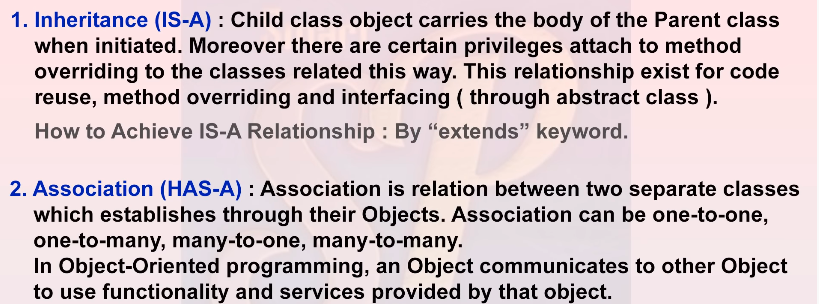 1. Inheritance (IS-A) : Child class object carries the body of the Parent class
when initiated. Moreover there are certain privileges attach to method
overriding to the classes related this way. This relationship exist for code
reuse, method overriding and interfacing ( through abstract class ).
How to Achieve IS-A Relationship : By “extends” keyword.
2. Association (HAS-A) : Association is relation between two separate classes
which establishes through their Objects. Association can be one-to-one,
one-to-many, many-to-one, many-to-many.
In Object-Oriented programming, an Object communicates to other Object
to use functionality and services provided by that object.